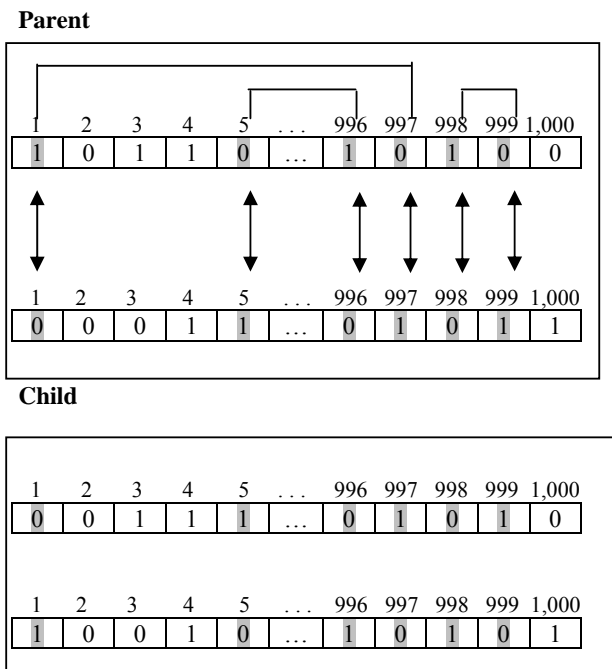 Parent
1 2 3 4 5 . . . 996 997 998 999 1,000
1 0 1 1 0 … 1 0 1 0 0
1 2 3 4 5 . . . 996 997 998 999 1,000
0 0 0 1 1 … 0 1 0 1 1
Child
1 2 3 4 5 . . . 996 997 998 999 1,000
0 0 1 1 1 … 0 1 0 1 0
1 2 3 4 5 . . . 996 997 998 999 1,000
1 0 0 1 0 … 1 0 1 0 1